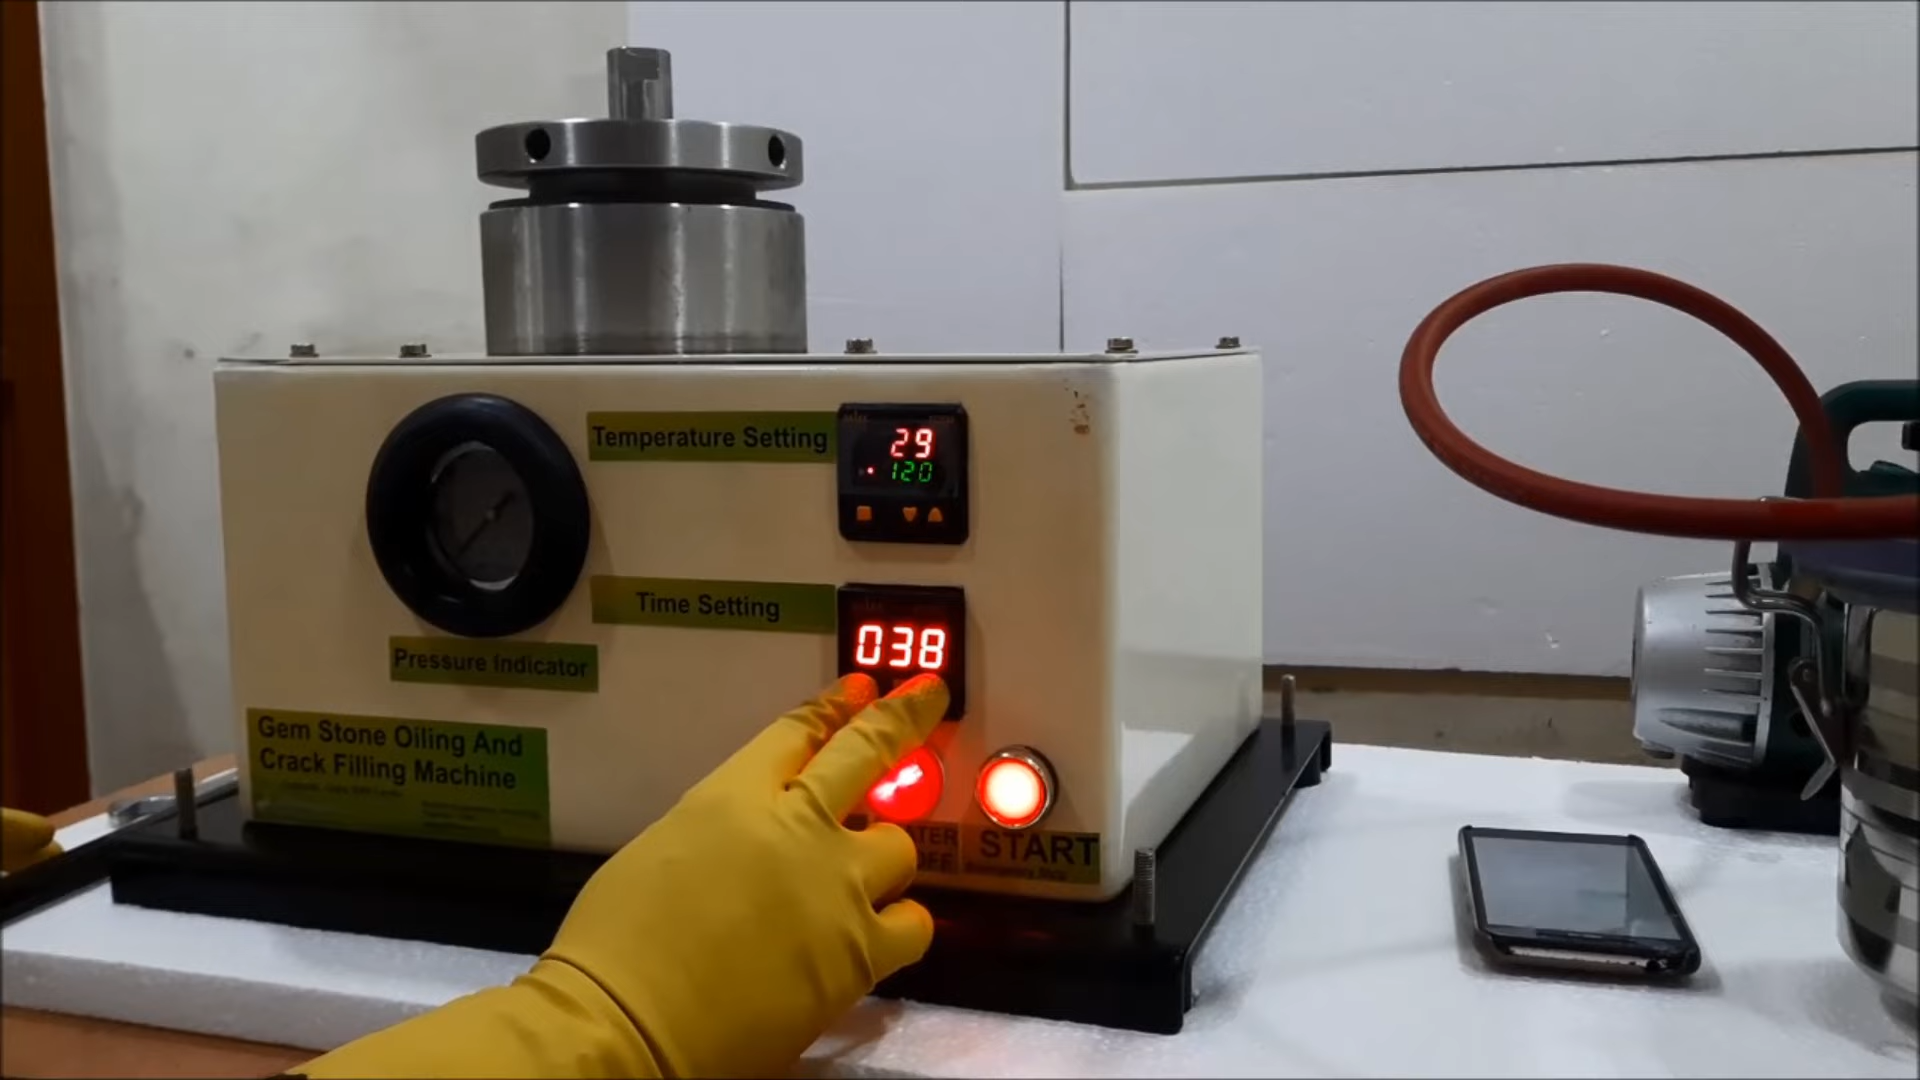 Temperature Setting
29
120
Time Setting
038
Pressure Indicator
Gem Stone Oiling And
Crack Filling Machine
START